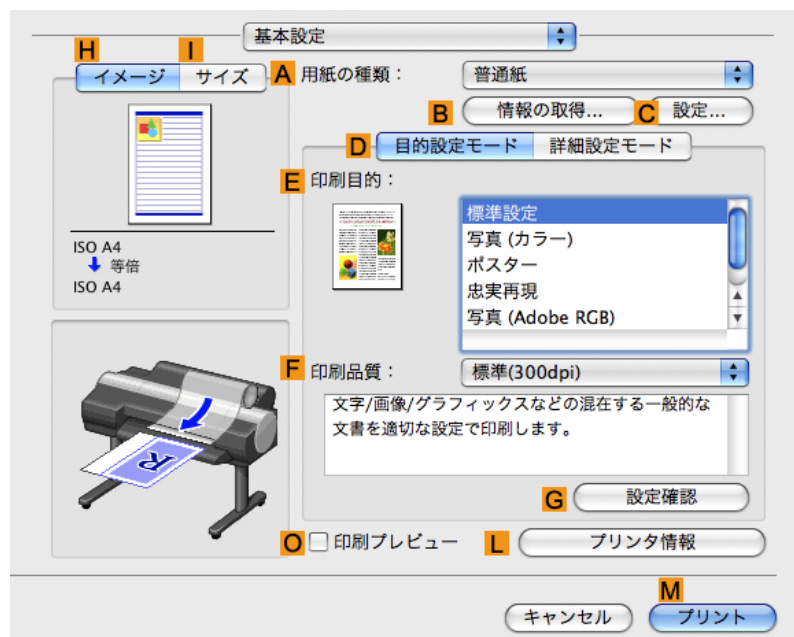 基本設定
H
I
イメージ
サイズ
A 用紙の種類：
普通紙
B 情報の取得...
C 設定...
D 目的設定モード
詳細設定モード
E 印刷目的：
標準設定
写真 (カラー)
ポスター
忠実再現
写真 (Adobe RGB)
ISO A4
等倍
ISO A4
F 印刷品質：
標準(300dpi)
文字/画像/グラフィックスなどの混在する一般的な
文書を適切な設定で印刷します。
R
G 設定確認
O 印刷プレビュー
L プリンタ情報
M
キャンセル
プリント